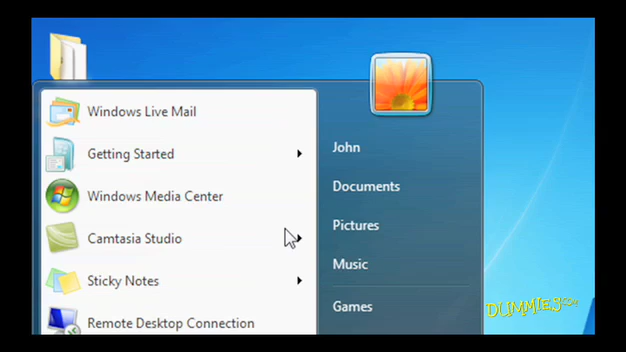 Windows Live Mail
Getting Started
Windows Media Center
Camtasia Studio
Sticky Notes
Remote Desktop Connection
John
Documents
Pictures
Music
Games
DUMMIES.COM